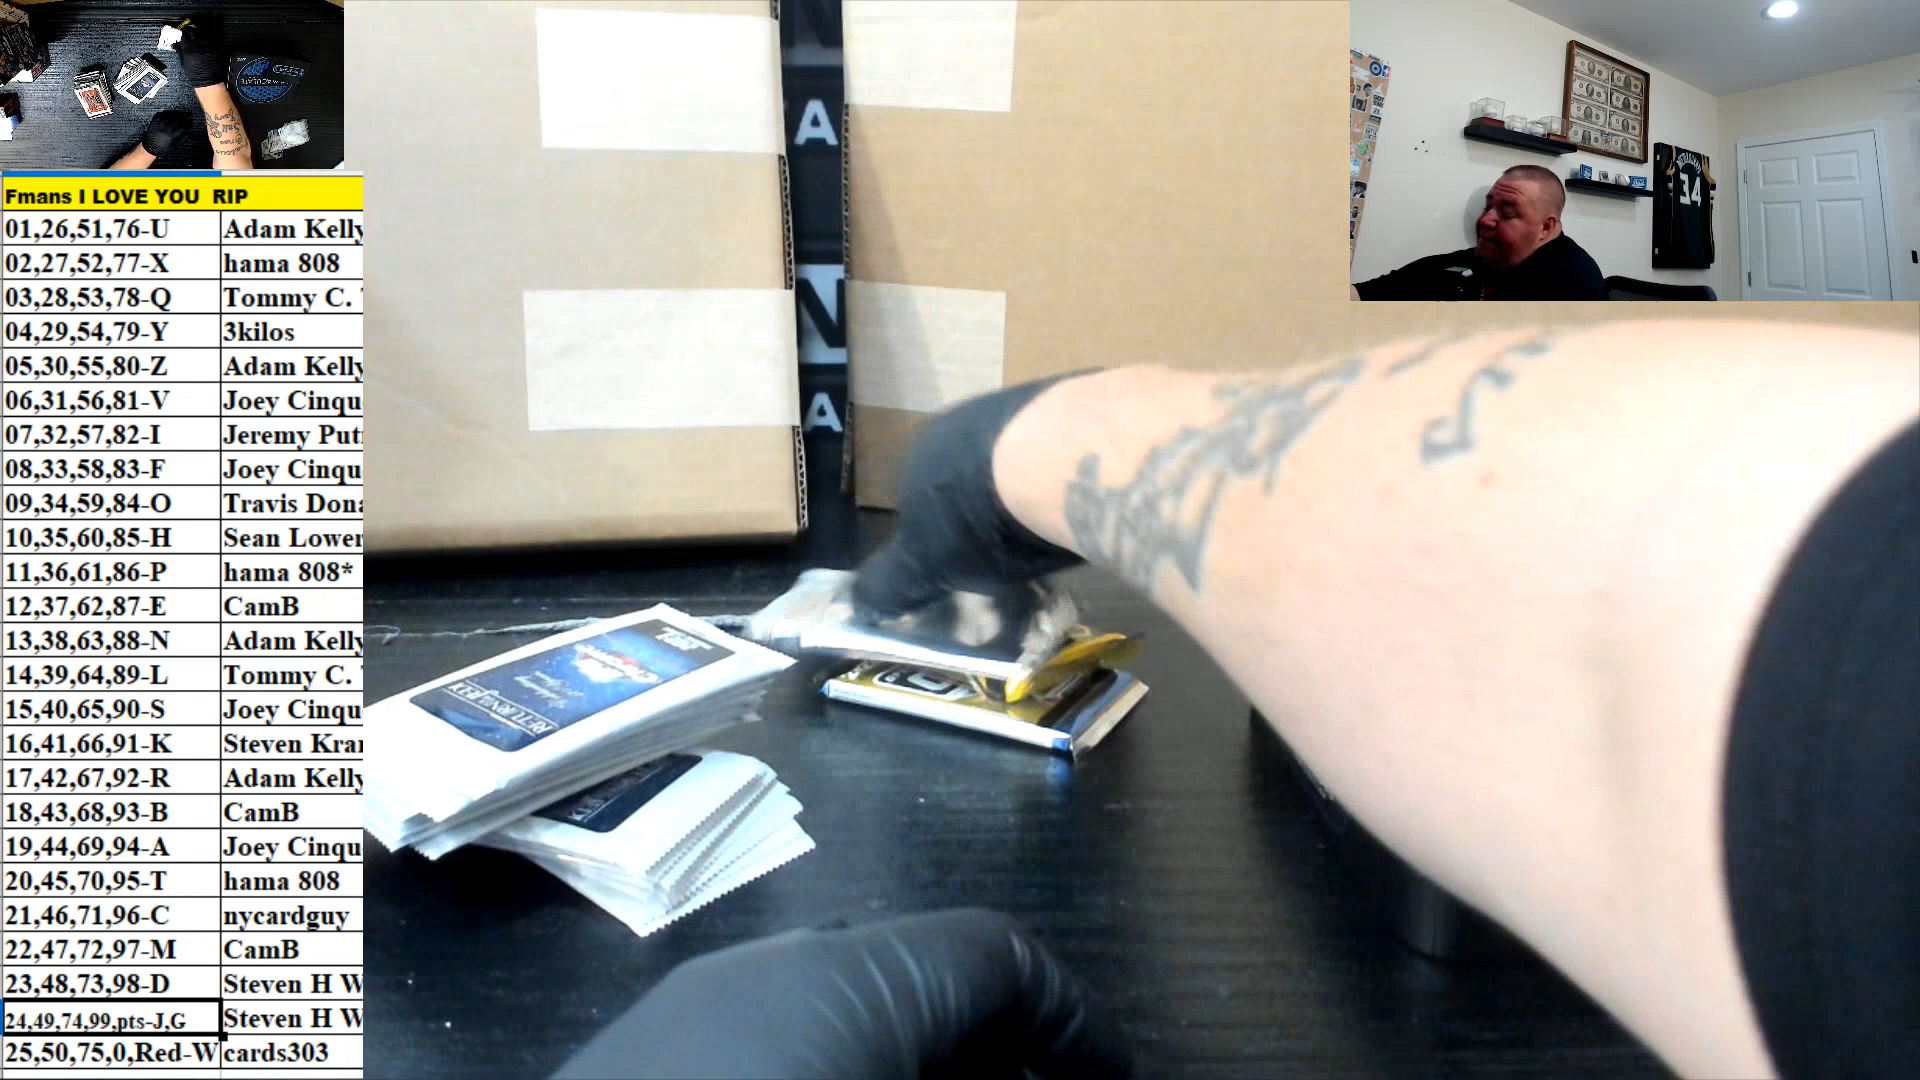 Fmans I LOVE YOU RIP
01,26,51,76-U Adam Kelly
02,27,52,77-X hama 808
03,28,53,78-Q Tommy C.
04,29,54,79-Y 3kilos
05,30,55,80-Z Adam Kelly
06,31,56,81-V Joey Cinqu
07,32,57,82-I Jeremy Put
08,33,58,83-F Joey Cinqu
09,34,59,84-O Travis Dona
10,35,60,85-H Sean Lower
11,36,61,86-P hama 808*
12,37,62,87-E CamB
13,38,63,88-N Adam Kelly
14,39,64,89-L Tommy C.
15,40,65,90-S Joey Cinqu
16,41,66,91-K Steven Kra
17,42,67,92-R Adam Kelly
18,43,68,93-B CamB
19,44,69,94-A Joey Cinqu
20,45,70,95-T hama 808
21,46,71,96-C nycardguy
22,47,72,97-M CamB
23,48,73,98-D Steven H W
24,49,74,99,pts-J,G Steven H W
25,50,75,0,Red-W cards303
A
N
A
34